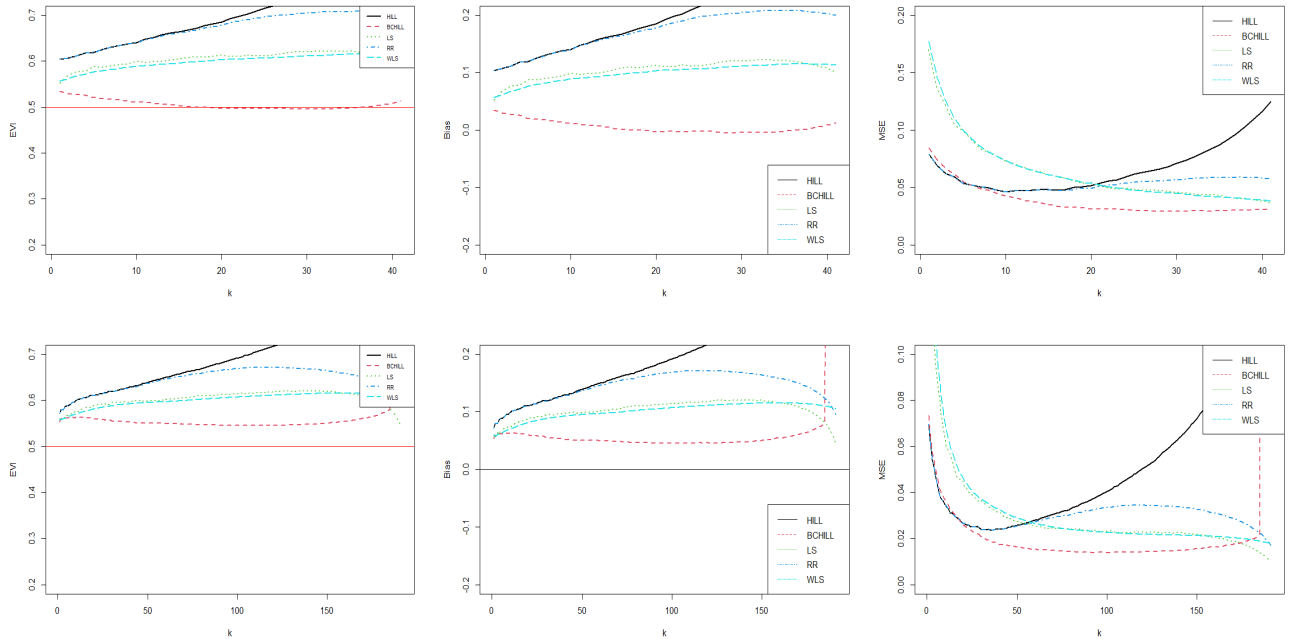 0.7
0.6
0.5
0.4
0.3
0.2
EVI
0 10 20 30 40
k
HILL
BCHILL
LS
RR
WLS
0.2
0.1
0.0
-0.1
-0.2
Bias
0 10 20 30 40
k
HILL
BCHILL
LS
RR
WLS
0.20
0.15
0.10
0.05
0.00
MSE
0 10 20 30 40
k
HILL
BCHILL
LS
RR
WLS
0.7
0.6
0.5
0.4
0.3
0.2
EVI
0 50 100 150
k
HILL
BCHILL
LS
RR
WLS
0.2
0.1
0.0
-0.1
-0.2
Bias
0 50 100 150
k
HILL
BCHILL
LS
RR
WLS
0.10
0.08
0.06
0.04
0.02
0.00
MSE
0 50 100 150
k
HILL
BCHILL
LS
RR
WLS